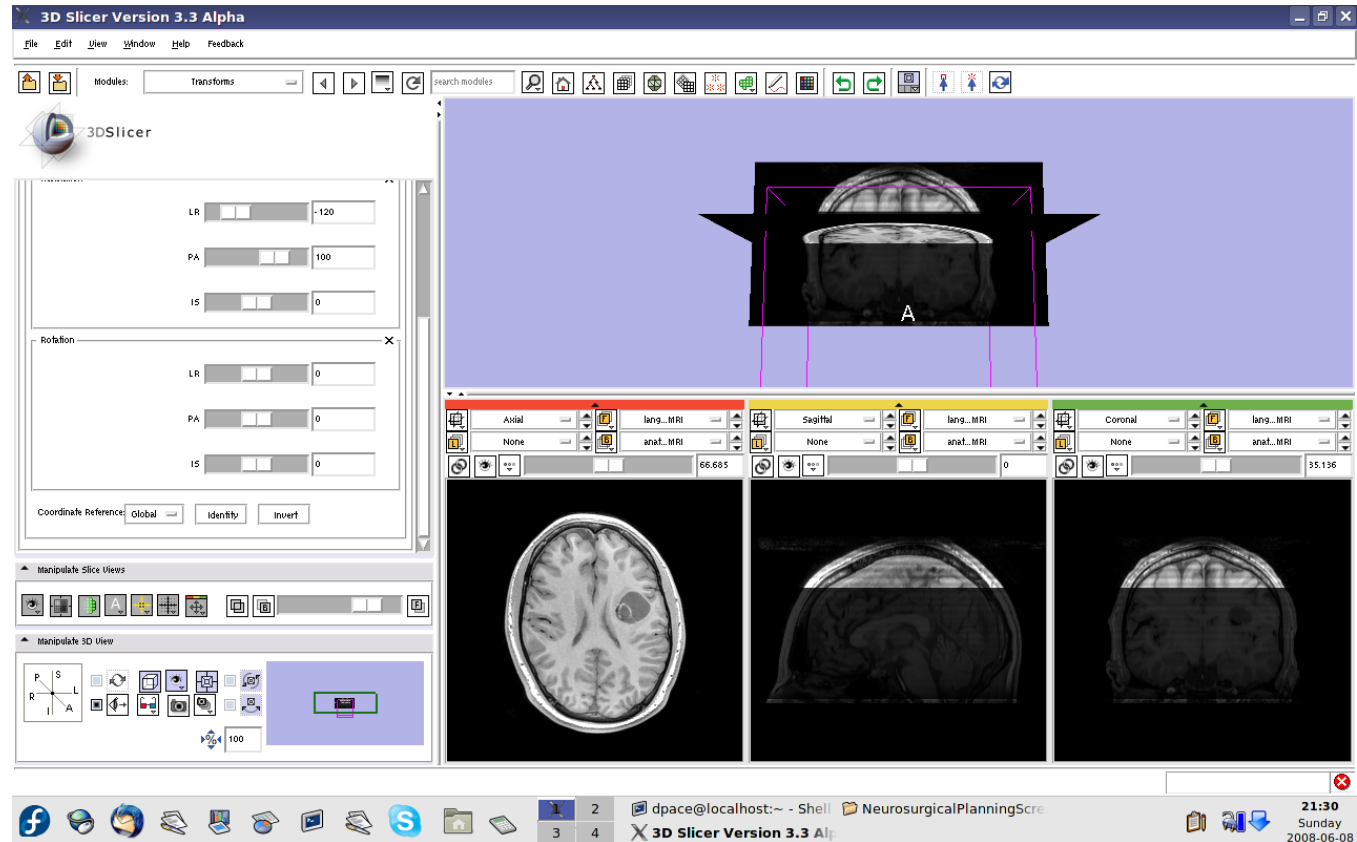 3D Slicer Version 3.3 Alpha
File Edit View Window Help Feedback
Modules: Transforms search modules
3DSlicer
LR -120
PA 100
IS 0
Rotation
LR 0
PA 0
IS 0
Coordinate Reference: Global Identity Invert
Manipulate Slice Views
A B F
Manipulate 3D View
P S
R L
I A
% 100
A
Axial F lang...MRI
L None B anat...MRI
66.685
Sagittal F lang...MRI
L None B anat...MRI
0
Coronal F lang...MRI
L None B anat...MRI
35.136
1 2
3 4
dpace@localhost:~ - Shell NeurosurgicalPlanningScre
3D Slicer Version 3.3 Alp
21:30
Sunday
2008-06-08